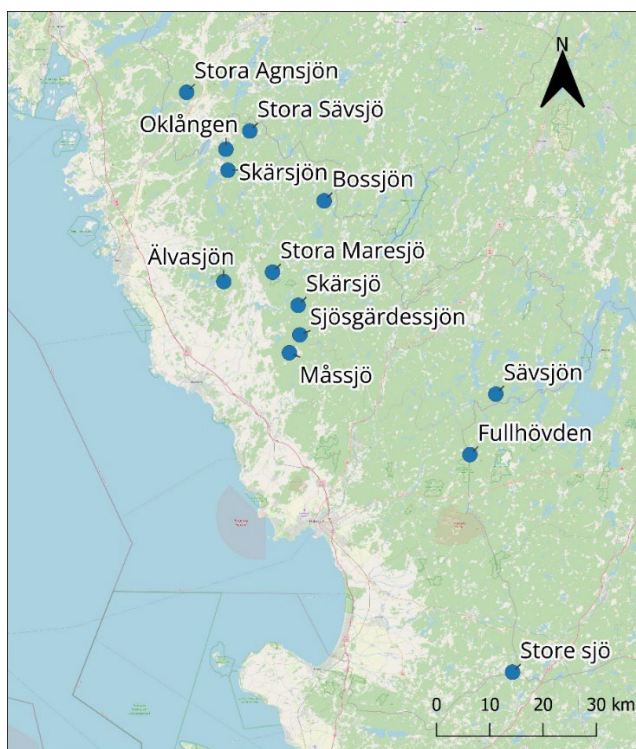 N
Stora Agnsjön
Stora Sävsjö
Oklången
Skärsjön
Bossjön
Stora Maresjö
Älvasjön
Skärsjö
Sjösgärdessjön
Måssjö
Sävsjön
Fullhövden
Store sjö
0 10 20 30 km